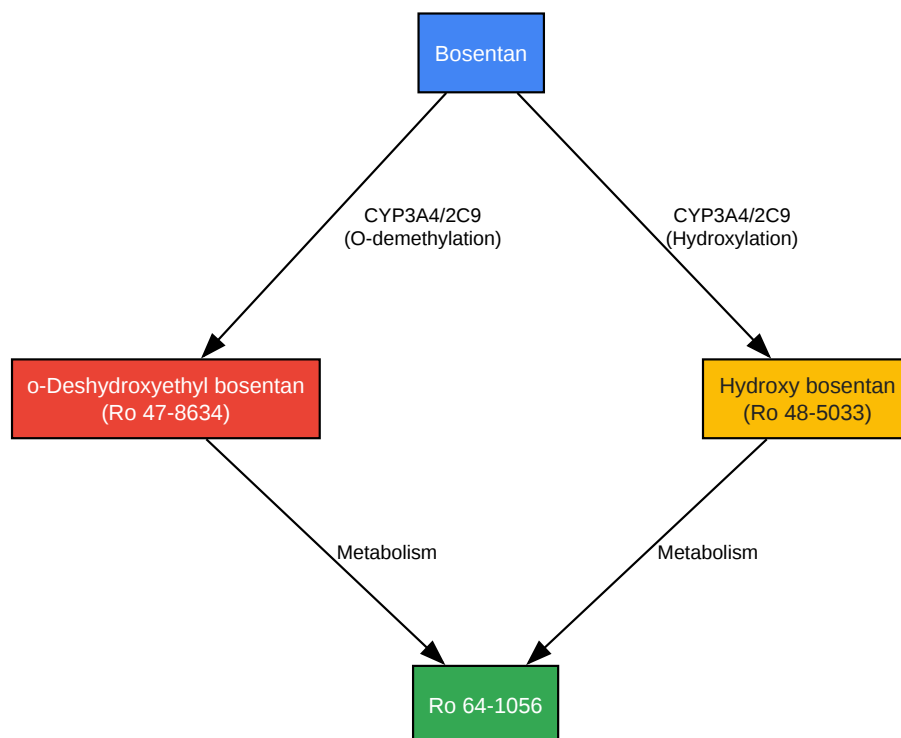 Bosentan
CYP3A4/2C9
(O-demethylation)
CYP3A4/2C9
(Hydroxylation)
o-Deshydroxyethyl bosentan
(Ro 47-8634)
Hydroxy bosentan
(Ro 48-5033)
Metabolism
Metabolism
Ro 64-1056